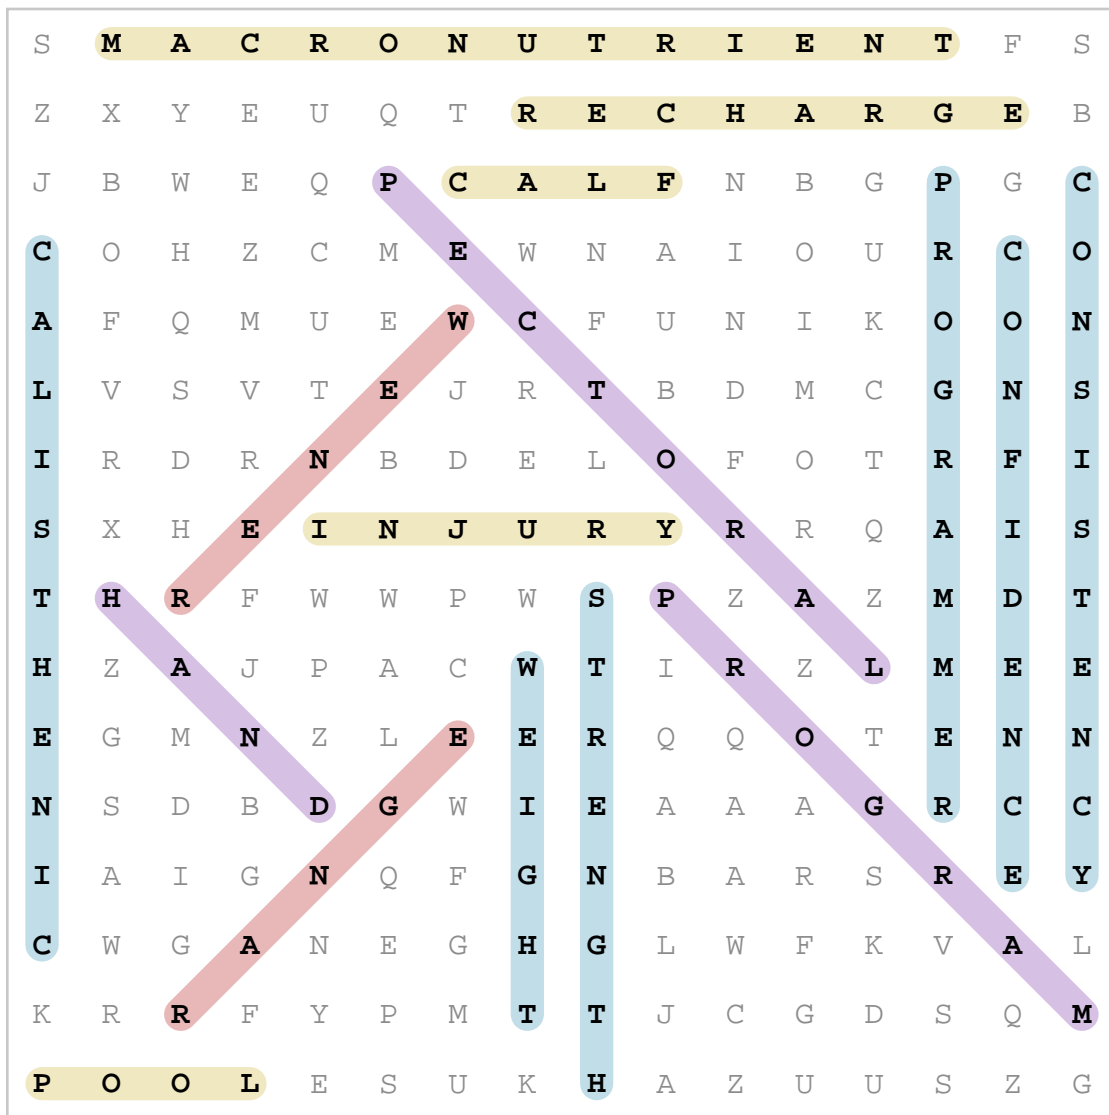 S M A C R O N U T R I E N T F S
Z X Y E U Q T R E C H A R G E B
J B W E Q P C A L F N B G P G C
C O H Z C M E W N A I O U R C O
A F Q M U E W C F U N I K O O N
L V S V T E J R T B D M C G N S
I R D R N B D E L O F O T R F I
S X H E I N J U R Y R R Q A I S
T H R F W W P W S P Z A Z M D T
H Z A J P A C W T I R Z L M E E
E G M N Z L E E R Q Q O T E N N
N S D B D G W I E A A A G R C C
I A I G N Q F G N B A R S R E Y
C W G A N E G H G L W F K V A L
K R R F Y P M T T J C G D S Q M
P O O L E S U K H A Z U U S Z G